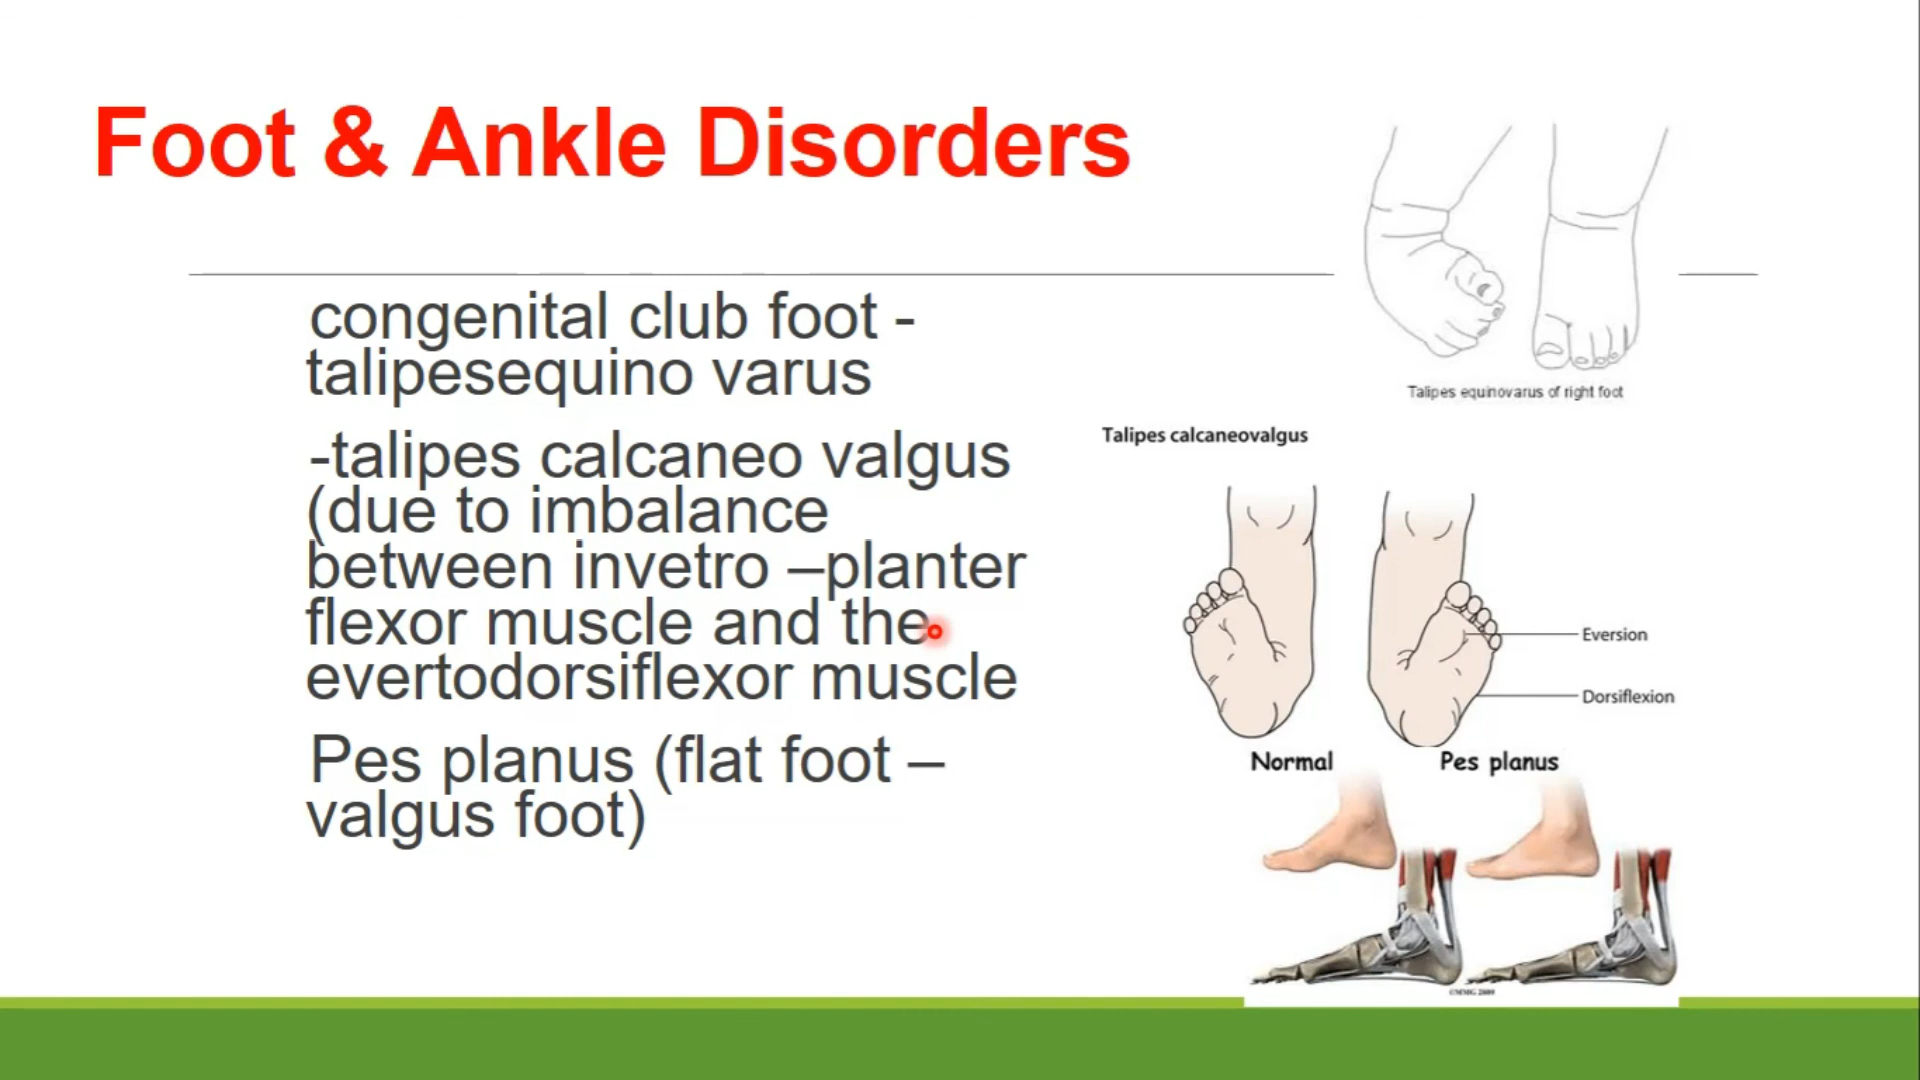 Foot & Ankle Disorders
congenital club foot -
talipesequino varus
-talipes calcaneo valgus
(due to imbalance
between invetro –planter
flexor muscle and the
evertodorsiflexor muscle
Pes planus (flat foot –
valgus foot)
Talipes equinovarus of right foot
Talipes calcaneovalgus
Eversion
Dorsiflexion
Normal
Pes planus
©MMG 2000